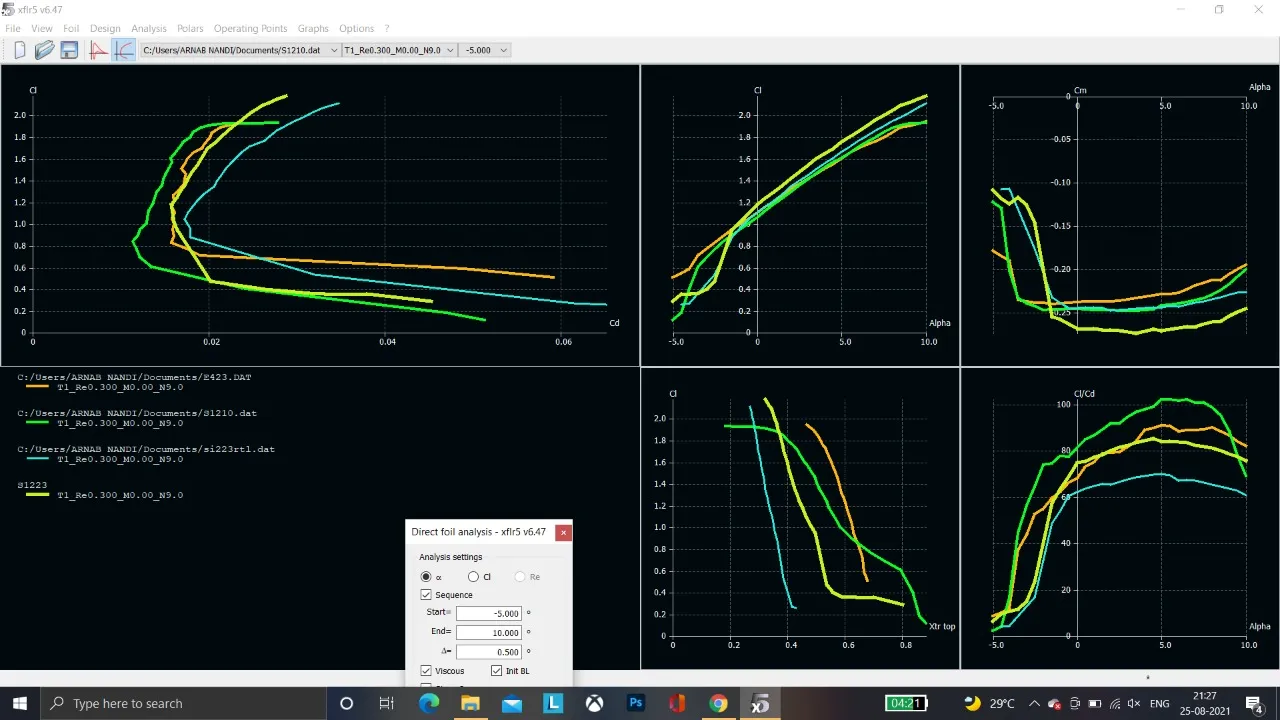 xflr5 v6.47
File View Foil Design Analysis Polars Operating Points Graphs Options ?
C:/Users/ARNAB NANDI/Documents/S1210.dat T1_Re0.300_M0.00_N9.0 -5.000
Cl
2.0
1.8
1.6
1.4
1.2
1.0
0.8
0.6
0.4
0.2
0
Cd
0 0.02 0.04 0.06
Cl
2.0
1.8
1.6
1.4
1.2
1.0
0.8
0.6
0.4
0.2
0
Alpha
-5.0 0 5.0 10.0
Cm
Alpha
0
-5.0 5.0 10.0
-0.05
-0.10
-0.15
-0.20
-0.25
C:/Users/ARNAB NANDI/Documents/E423.DAT
T1_Re0.300_M0.00_N9.0
C:/Users/ARNAB NANDI/Documents/S1210.dat
T1_Re0.300_M0.00_N9.0
C:/Users/ARNAB NANDI/Documents/si223rtl.dat
T1_Re0.300_M0.00_N9.0
S1223
T1_Re0.300_M0.00_N9.0
Cl
2.0
1.8
1.6
1.4
1.2
1.0
0.8
0.6
0.4
0.2
0
Xtr top
0 0.2 0.4 0.6 0.8
Cl/Cd
100
80
60
40
20
0
Alpha
-5.0 0 5.0 10.0
Direct foil analysis - xflr5 v6.47
Analysis settings
α Cl Re
Sequence
Start= -5.000 °
End= 10.000 °
Δ= 0.500 °
Viscous Init BL
Type here to search
L
Ps
x5
04:21
29°C
ENG
21:27
25-08-2021
4